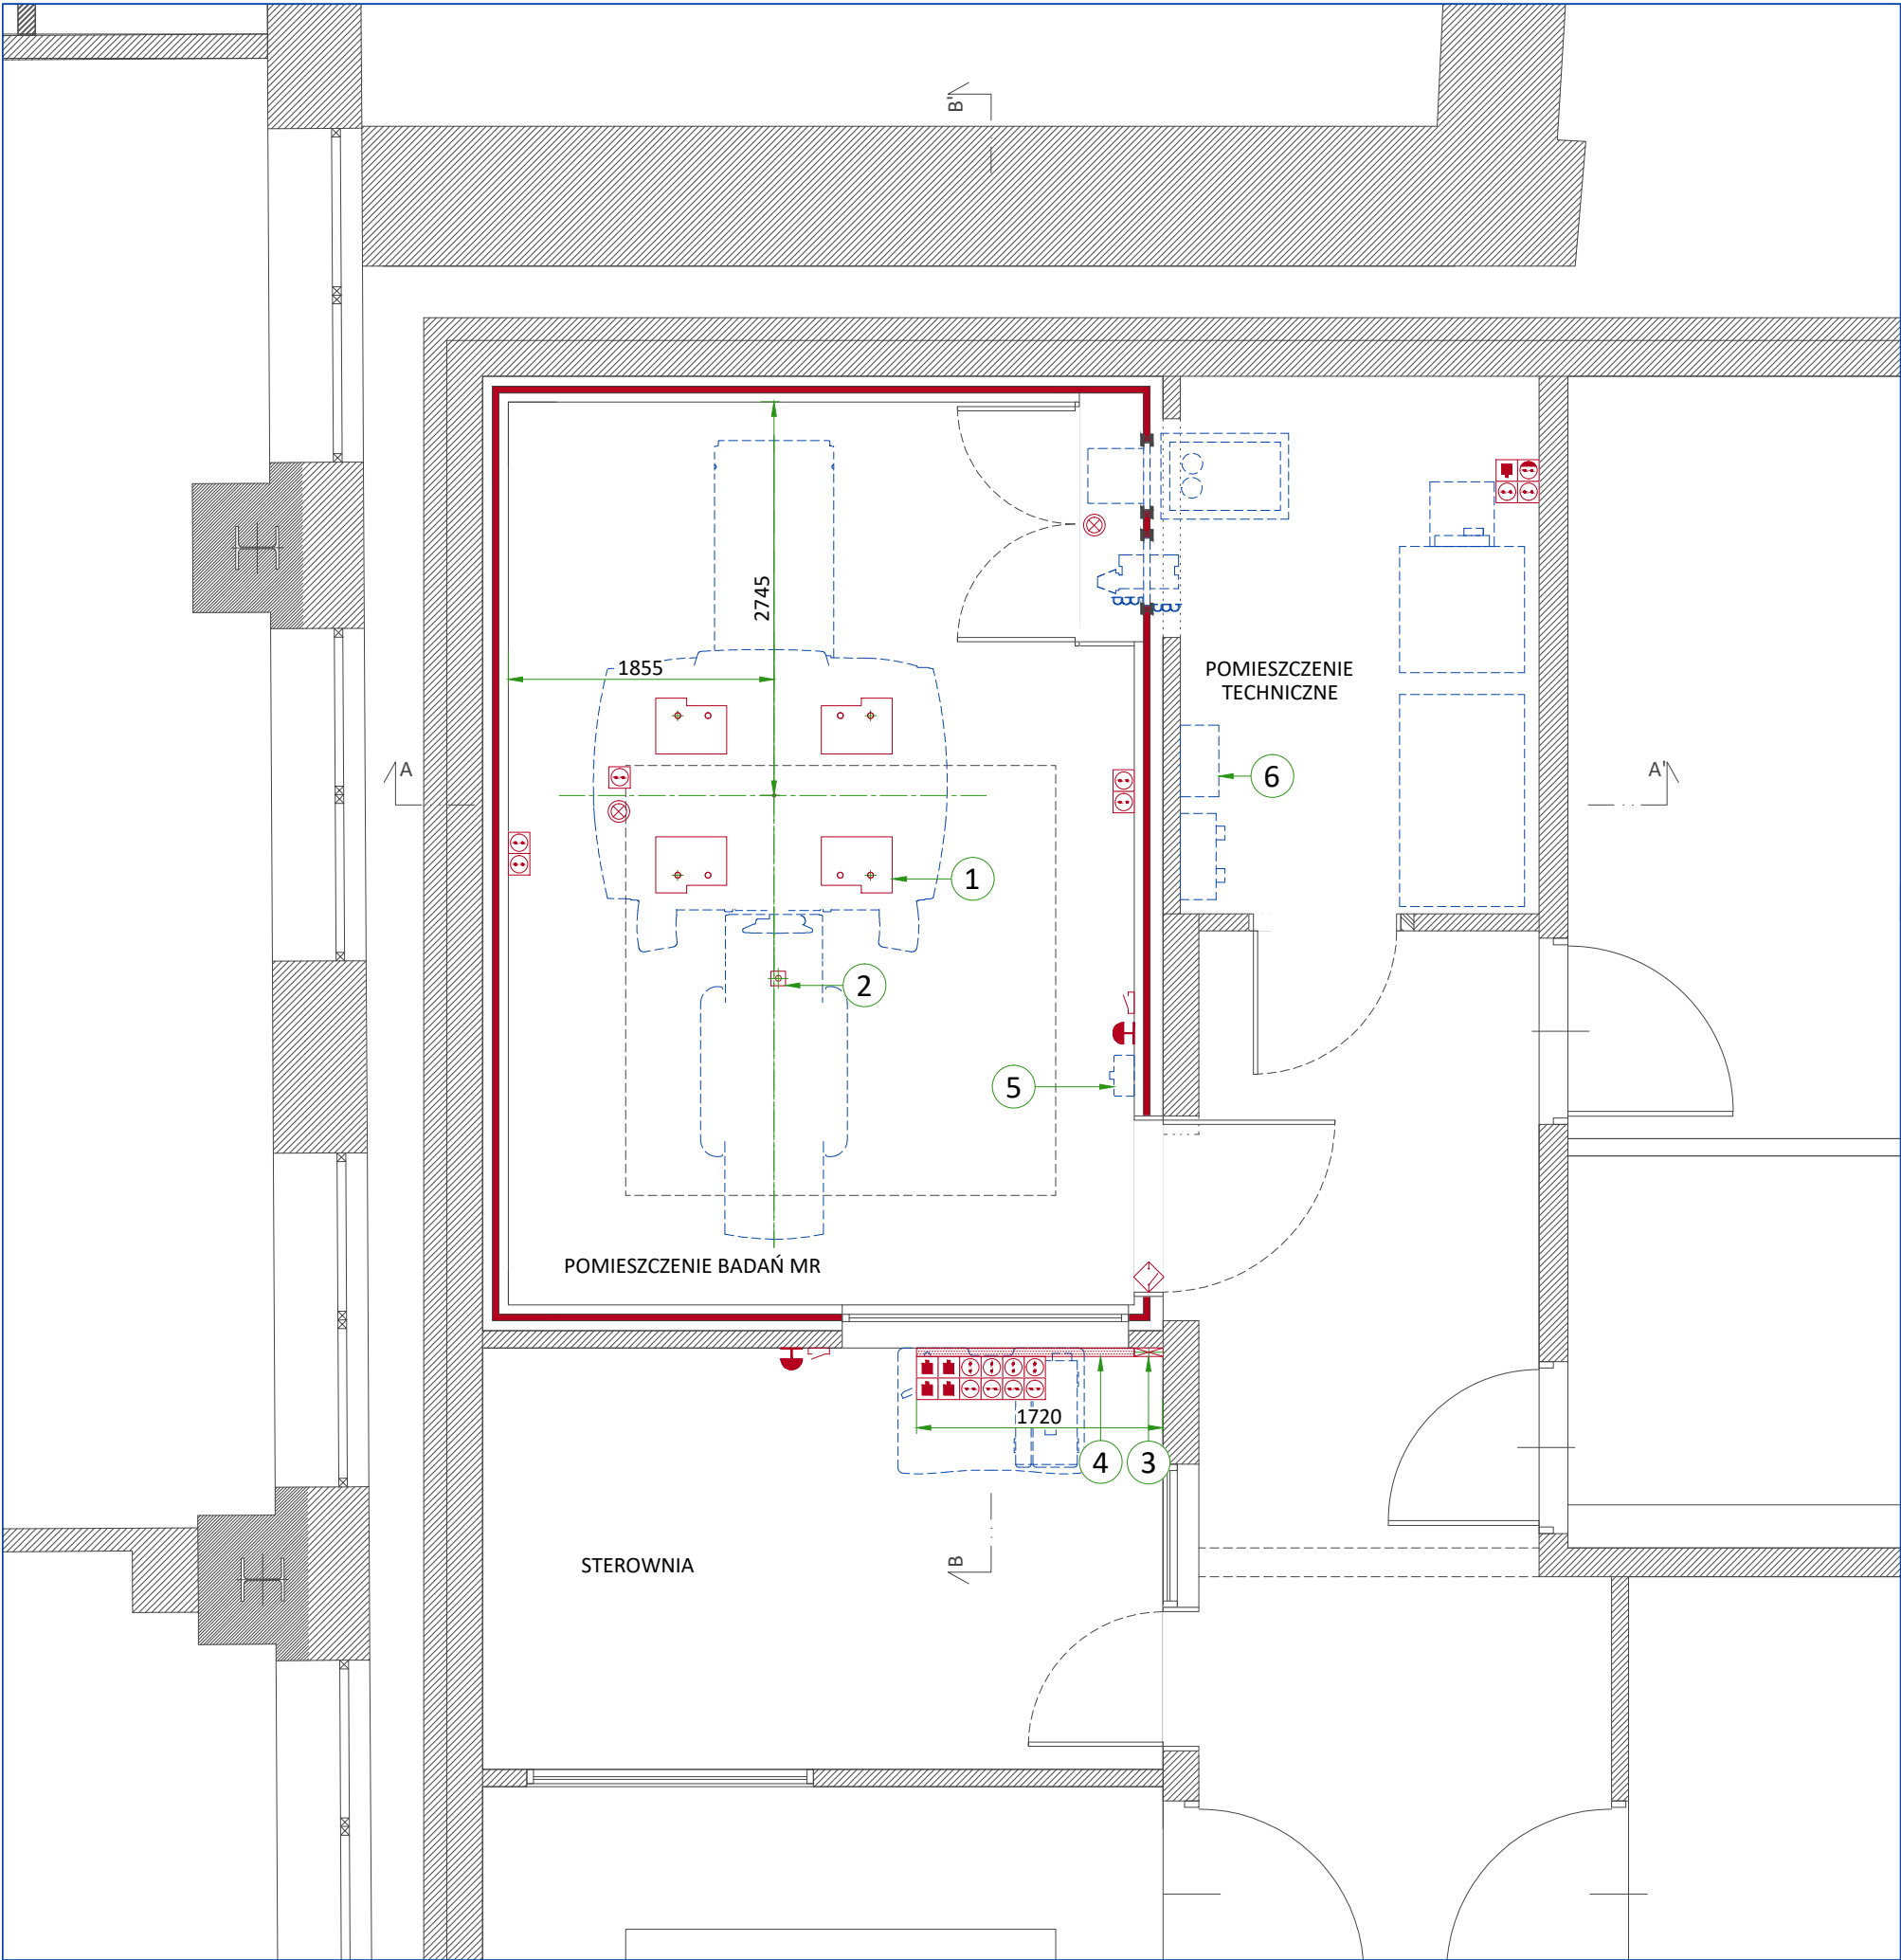 B'
2745
1855
POMIESZCZENIE
TECHNICZNE
A
6
A'
1
2
5
POMIESZCZENIE BADAŃ MR
1720
4
3
B
STEROWNIA